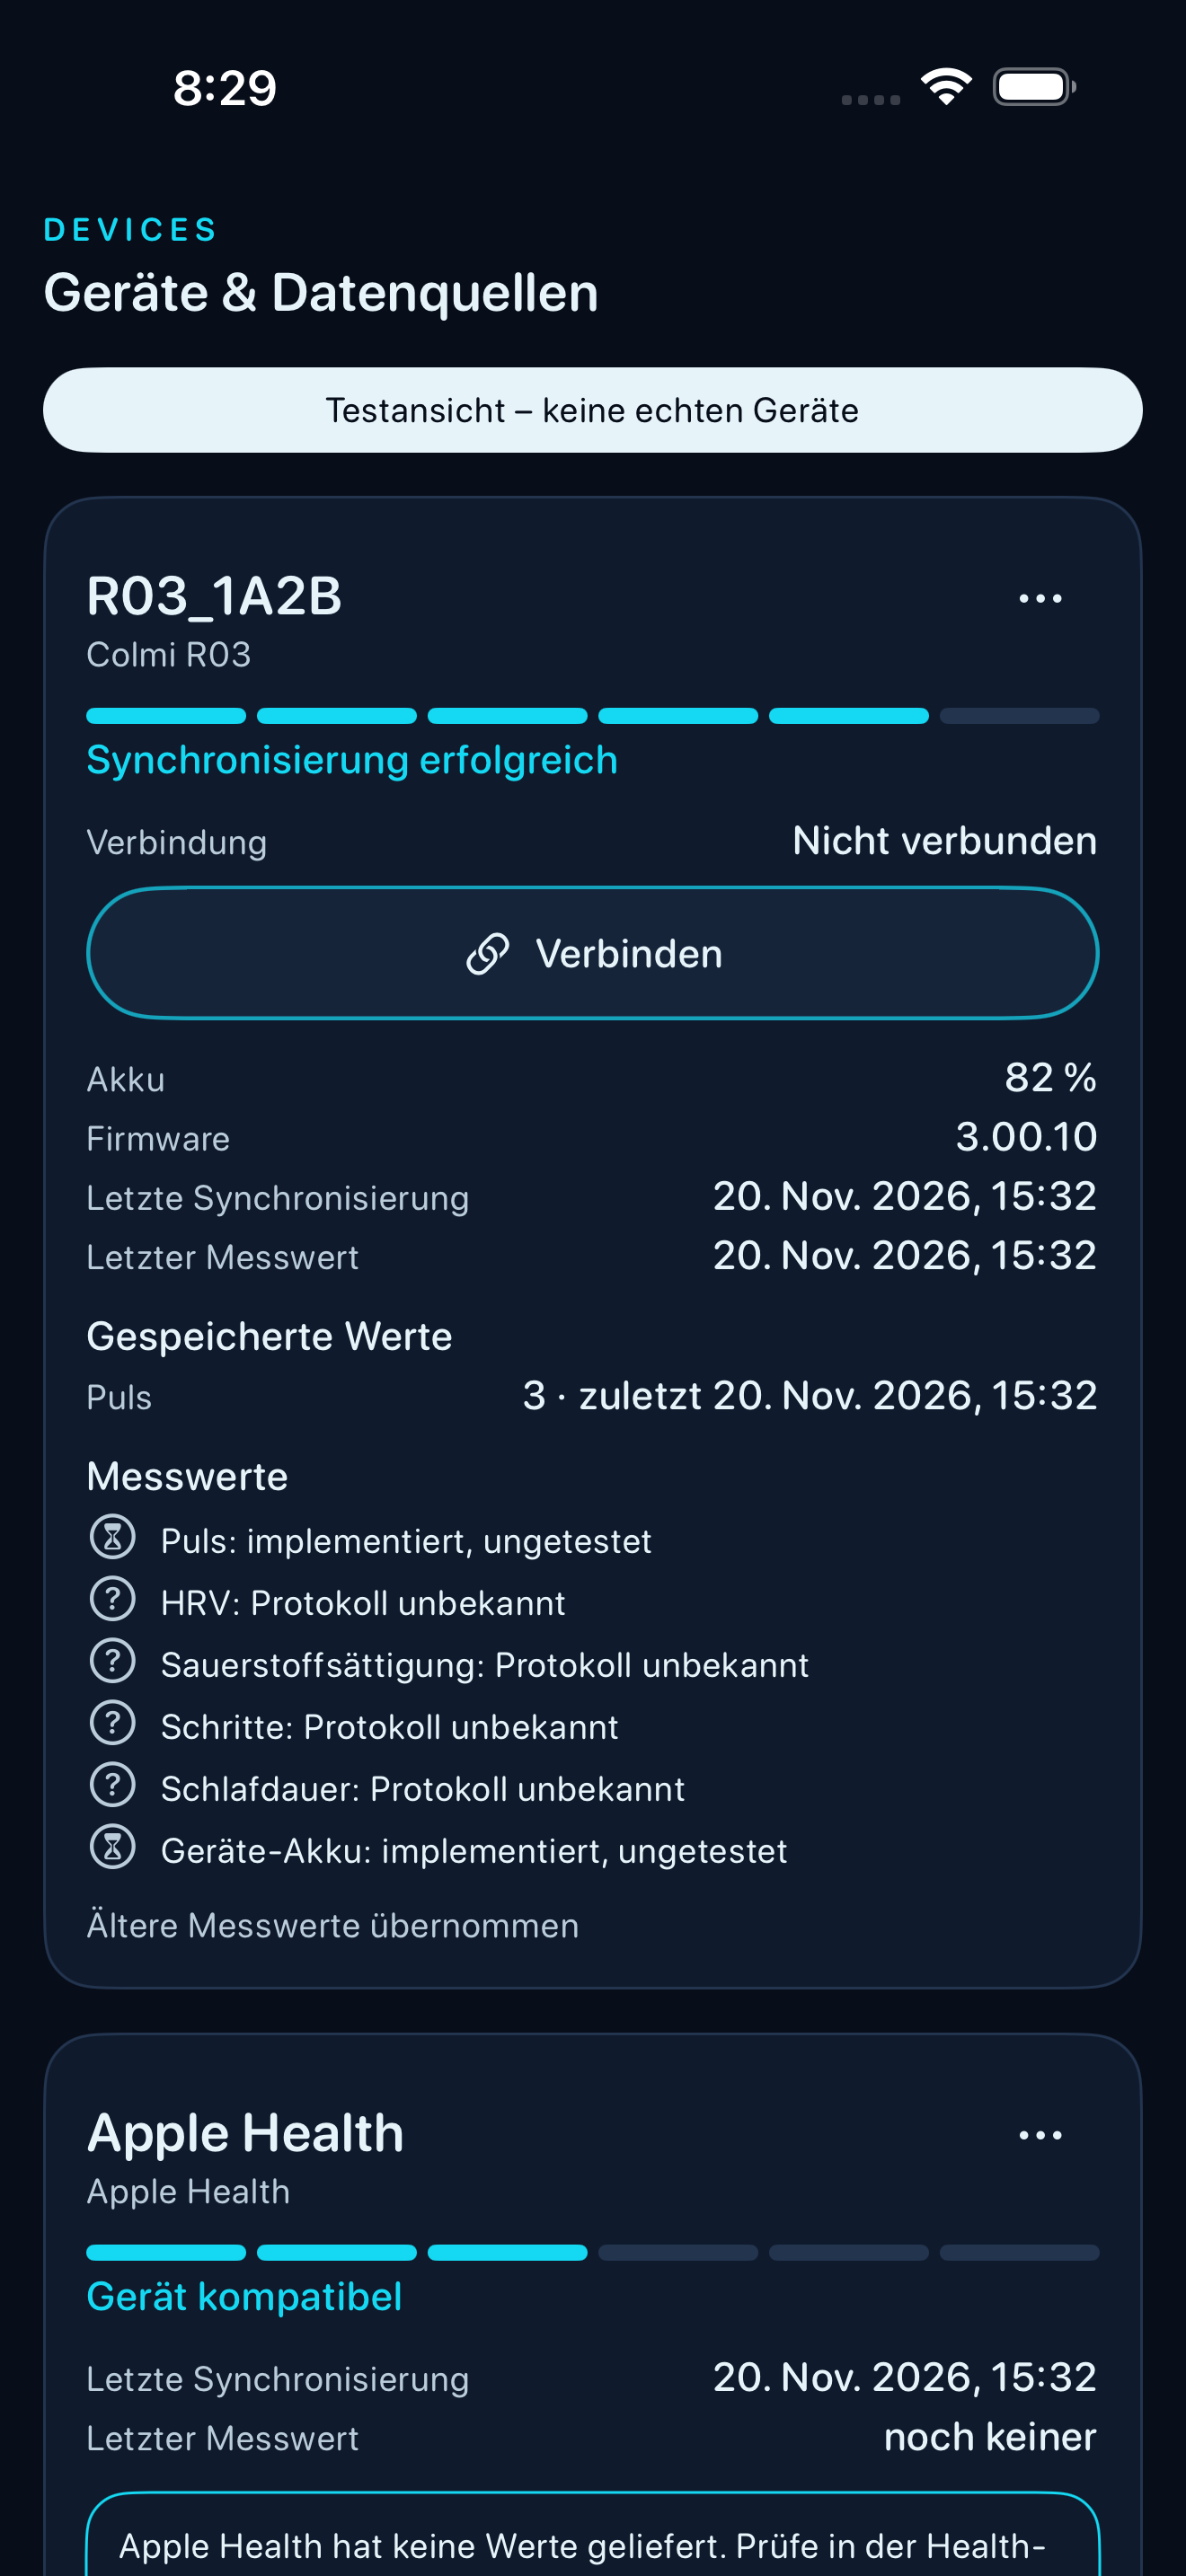 8:29
DEVICES
Geräte & Datenquellen
Testansicht – keine echten Geräte
R03_1A2B
Colmi R03
Synchronisierung erfolgreich
Verbindung Nicht verbunden
Verbinden
Akku 82 %
Firmware 3.00.10
Letzte Synchronisierung 20. Nov. 2026, 15:32
Letzter Messwert 20. Nov. 2026, 15:32
Gespeicherte Werte
Puls 3 · zuletzt 20. Nov. 2026, 15:32
Messwerte
Puls: implementiert, ungetestet
? HRV: Protokoll unbekannt
? Sauerstoffsättigung: Protokoll unbekannt
? Schritte: Protokoll unbekannt
? Schlafdauer: Protokoll unbekannt
Geräte-Akku: implementiert, ungetestet
Ältere Messwerte übernommen
Apple Health
Apple Health
Gerät kompatibel
Letzte Synchronisierung 20. Nov. 2026, 15:32
Letzter Messwert noch keiner
Apple Health hat keine Werte geliefert. Prüfe in der Health-